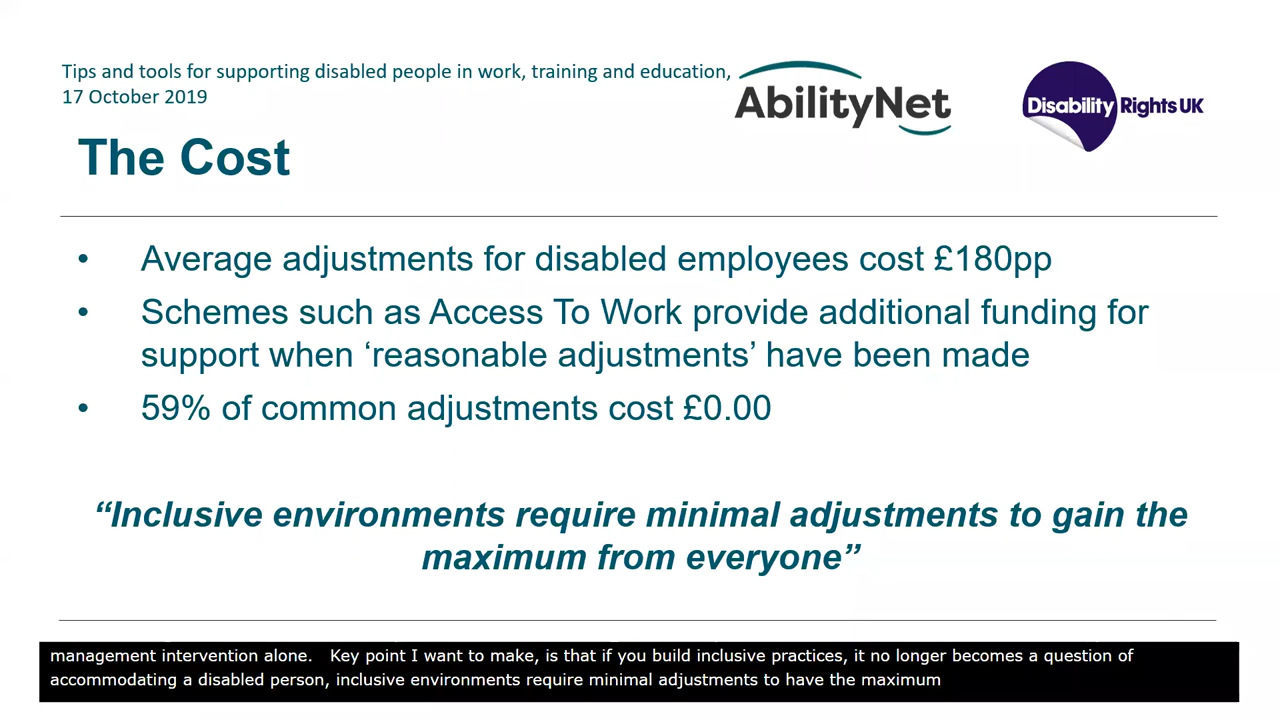 Tips and tools for supporting disabled people in work, training and education,
17 October 2019
AbilityNet
Disability Rights UK
The Cost
• Average adjustments for disabled employees cost £180pp
• Schemes such as Access To Work provide additional funding for
support when ‘reasonable adjustments’ have been made
• 59% of common adjustments cost £0.00
“Inclusive environments require minimal adjustments to gain the
maximum from everyone”
management intervention alone.   Key point I want to make, is that if you build inclusive practices, it no longer becomes a question of
accommodating a disabled person, inclusive environments require minimal adjustments to have the maximum